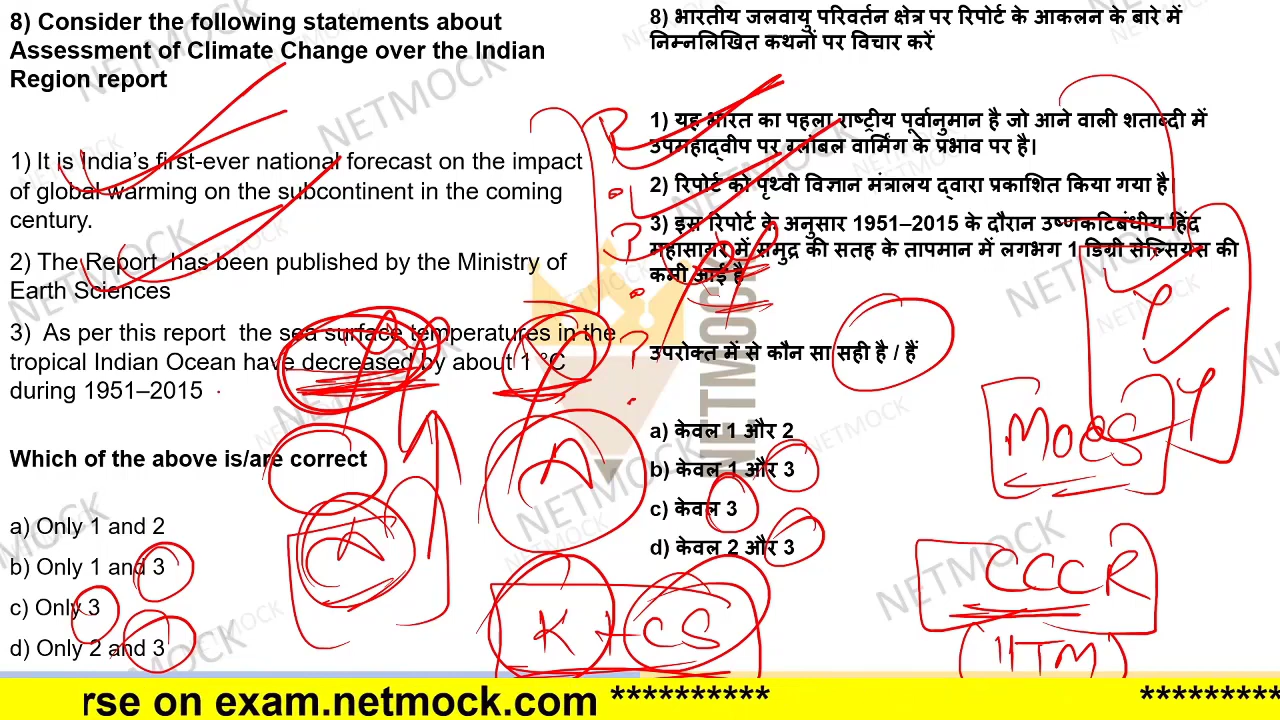 8) Consider the following statements about
Assessment of Climate Change over the Indian
Region report
1) It is India's first-ever national forecast on the impact
of global warming on the subcontinent in the coming
century.
2) The Report has been published by the Ministry of
Earth Sciences
3) As per this report the sea surface temperatures in the
tropical Indian Ocean have decreased by about 1 °C
during 1951–2015
Which of the above is/are correct
a) Only 1 and 2
b) Only 1 and 3
c) Only 3
d) Only 2 and 3
8) भारतीय जलवायु परिवर्तन क्षेत्र पर रिपोर्ट के आकलन के बारे में
निम्नलिखित कथनों पर विचार करें
1) यह भारत का पहला राष्ट्रीय पूर्वानुमान है जो आने वाली शताब्दी में
उपमहाद्वीप पर ग्लोबल वार्मिंग के प्रभाव पर है।
2) रिपोर्ट को पृथ्वी विज्ञान मंत्रालय द्वारा प्रकाशित किया गया है
3) इस रिपोर्ट के अनुसार 1951–2015 के दौरान उष्णकटिबंधीय हिंद
महासागर में समुद्र की सतह के तापमान में लगभग 1 डिग्री सेल्सियस की
कमी आई है
उपरोक्त में से कौन सा सही है / हैं
a) केवल 1 और 2
b) केवल 1 और 3
c) केवल 3
d) केवल 2 और 3
MoES
CCCR
IITM
K + CS
A
A
NETMOCK
NETMOCK
NETMOCK
NETMOCK
NETMOCK
NETMOCK
rse on exam.netmock.com ********** *********